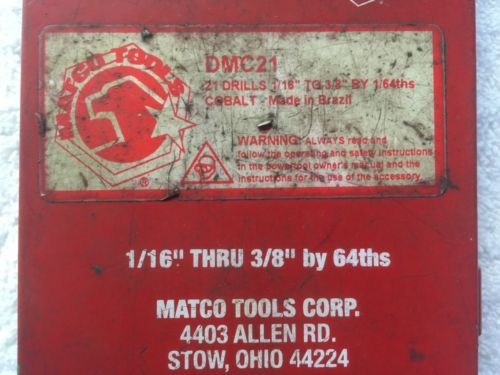 MATCO TOOLS
®
DMC21
21 DRILLS 1/16" TO 3/8" BY 1/64ths
COBALT - Made in Brazil
WARNING: ALWAYS read and
follow the operating and safety instructions
in the powertool owner's manual and the
instructions for the use of the accessory.
1/16" THRU 3/8" by 64ths
MATCO TOOLS CORP.
4403 ALLEN RD.
STOW, OHIO 44224